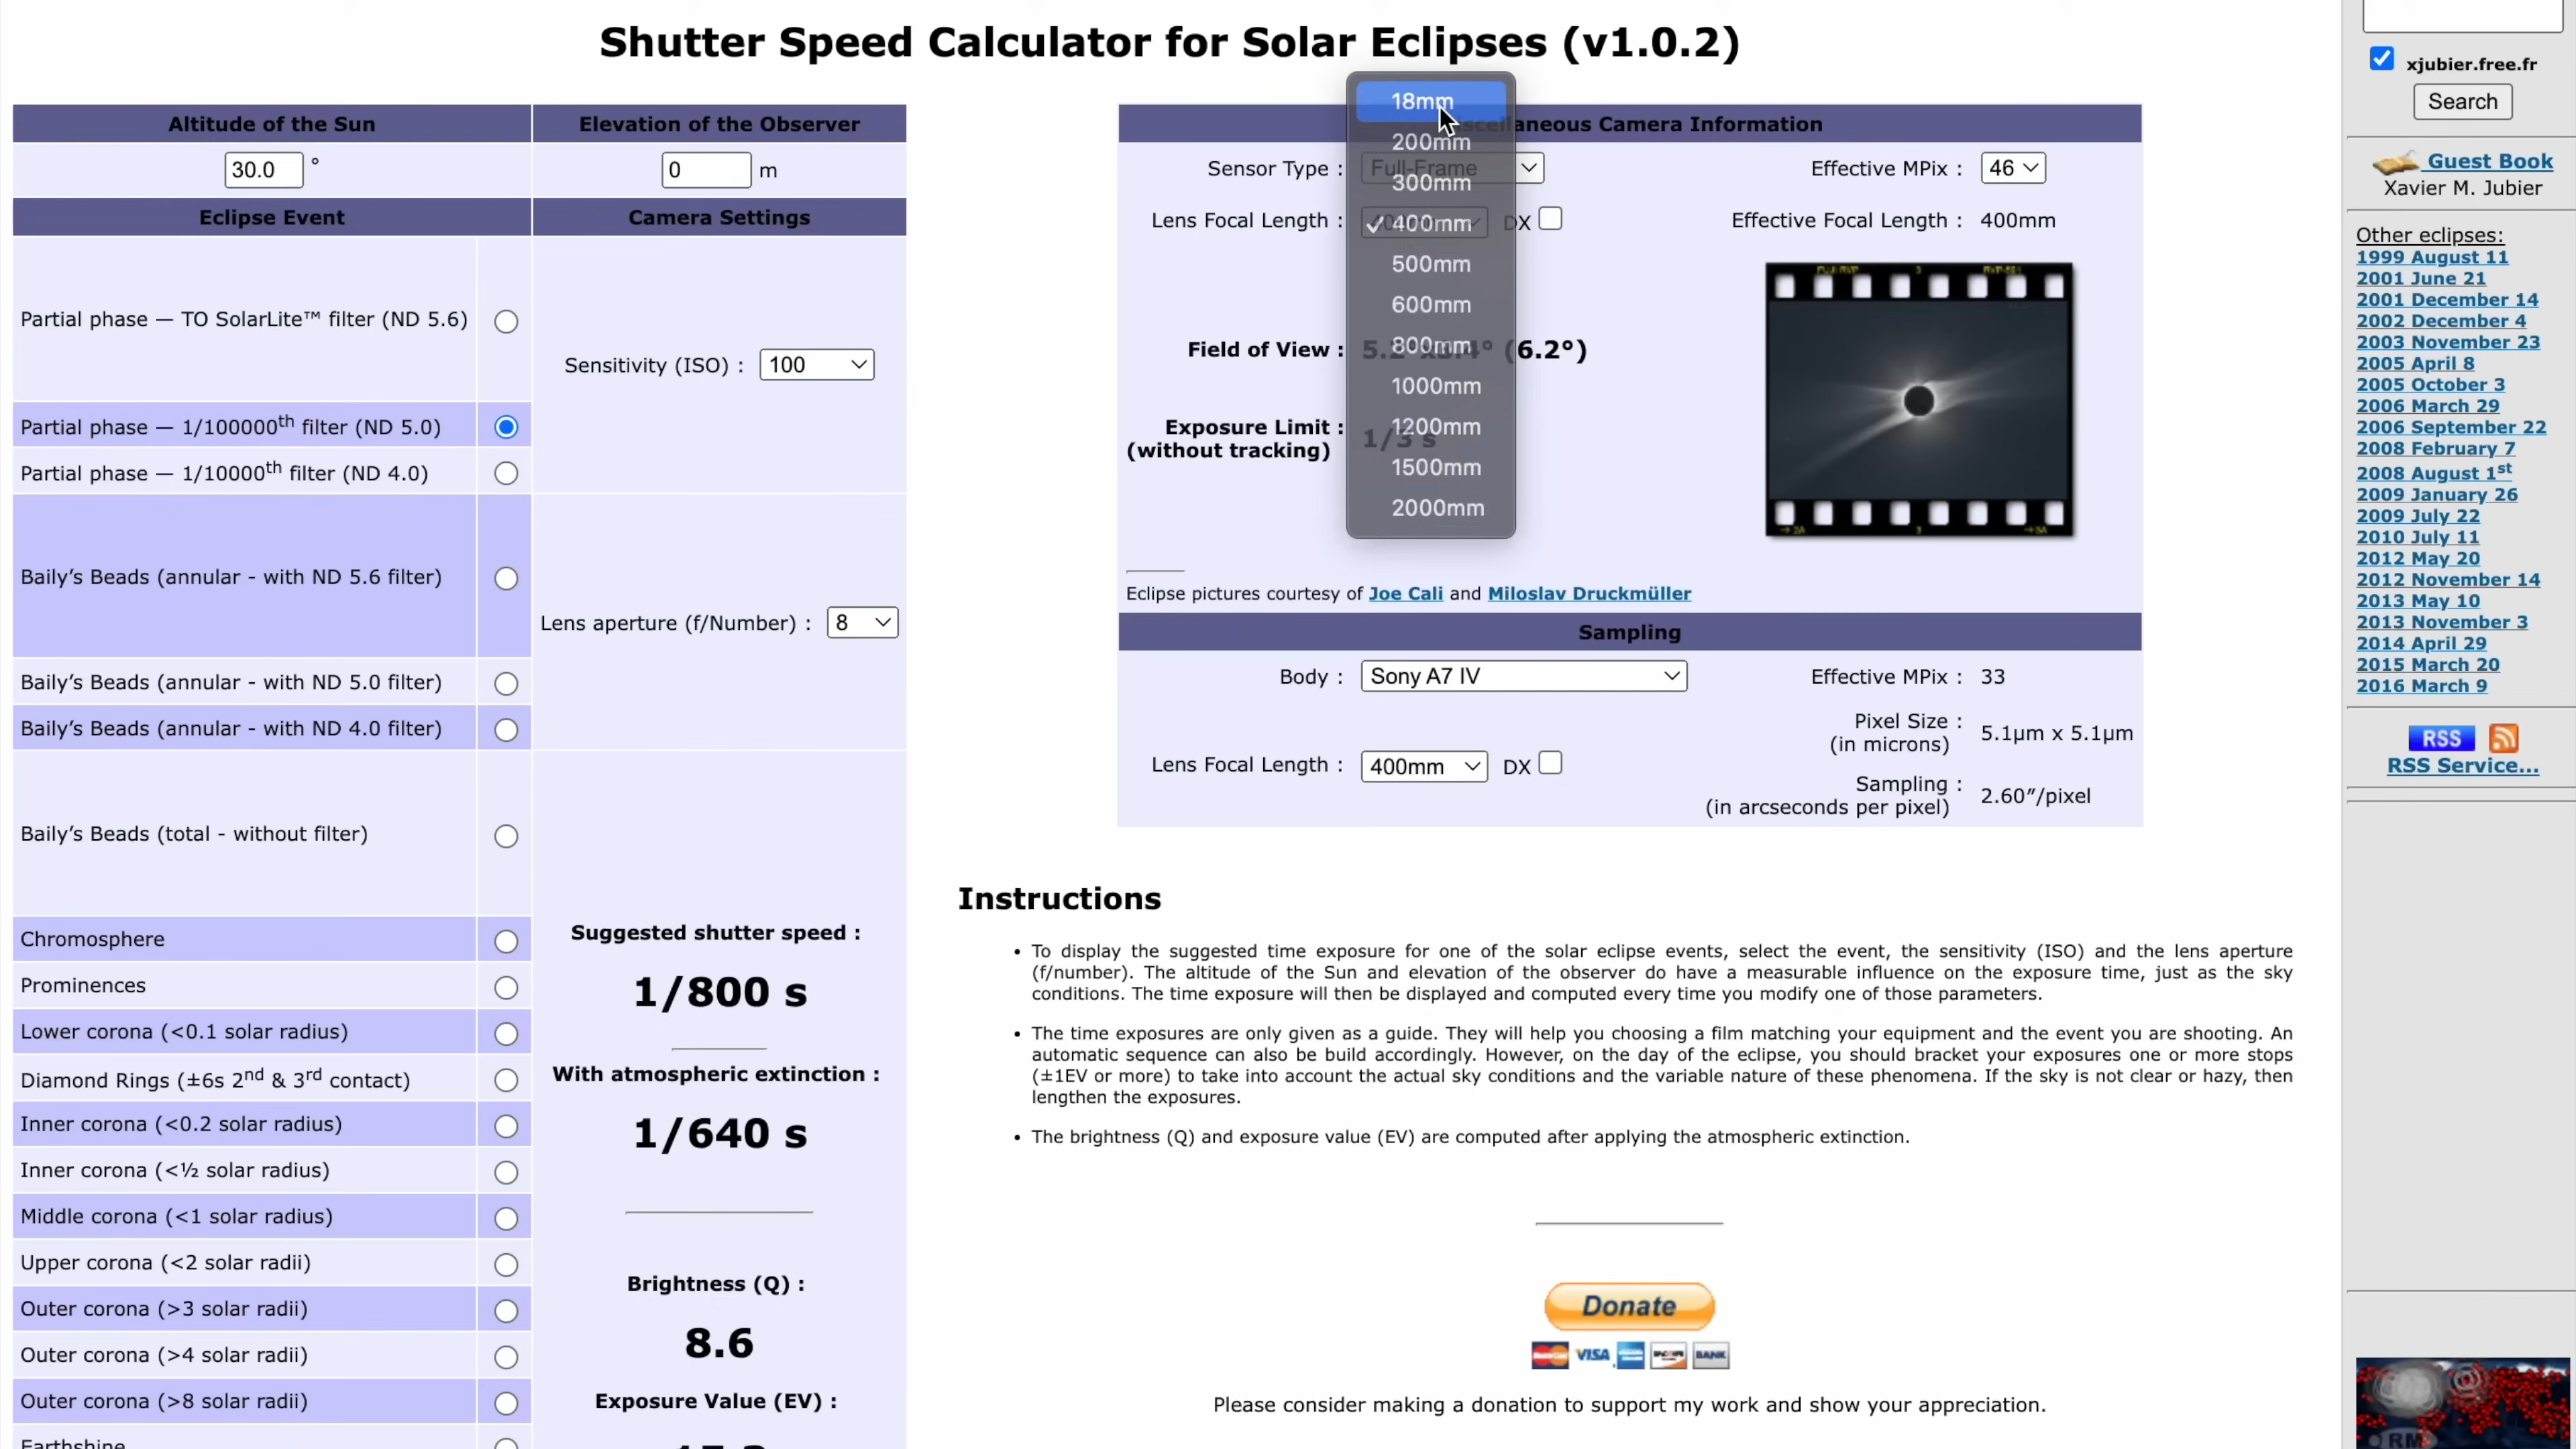 Shutter Speed Calculator for Solar Eclipses (v1.0.2)
Altitude of the Sun
Elevation of the Observer
30.0 °
0 m
Eclipse Event
Camera Settings
Partial phase — TO SolarLite™ filter (ND 5.6)
Partial phase — 1/100000th filter (ND 5.0)
Partial phase — 1/10000th filter (ND 4.0)
Baily’s Beads (annular - with ND 5.6 filter)
Baily’s Beads (annular - with ND 5.0 filter)
Baily’s Beads (annular - with ND 4.0 filter)
Baily’s Beads (total - without filter)
Chromosphere
Prominences
Lower corona (<0.1 solar radius)
Diamond Rings (±6s 2nd & 3rd contact)
Inner corona (<0.2 solar radius)
Inner corona (<½ solar radius)
Middle corona (<1 solar radius)
Upper corona (<2 solar radii)
Outer corona (>3 solar radii)
Outer corona (>4 solar radii)
Outer corona (>8 solar radii)
Earthshine
Sensitivity (ISO) : 100
Lens aperture (f/Number) : 8
Suggested shutter speed :
1/800 s
With atmospheric extinction :
1/640 s
Brightness (Q) :
8.6
Exposure Value (EV) :
Camera Information
Sensor Type : Full-Frame
Effective MPix : 46
Lens Focal Length :
DX
Effective Focal Length : 400mm
Field of View : (6.2°)
Exposure Limit : 1/3 s
(without tracking)
18mm
200mm
300mm
✓ 400mm
500mm
600mm
800mm
1000mm
1200mm
1500mm
2000mm
Eclipse pictures courtesy of Joe Cali and Miloslav Druckmüller
Sampling
Body : Sony A7 IV
Effective MPix : 33
Pixel Size : 5.1µm x 5.1µm
(in microns)
Lens Focal Length : 400mm DX
Sampling : 2.60″/pixel
(in arcseconds per pixel)
Instructions
• To display the suggested time exposure for one of the solar eclipse events, select the event, the sensitivity (ISO) and the lens aperture
(f/number). The altitude of the Sun and elevation of the observer do have a measurable influence on the exposure time, just as the sky
conditions. The time exposure will then be displayed and computed every time you modify one of those parameters.
• The time exposures are only given as a guide. They will help you choosing a film matching your equipment and the event you are shooting. An
automatic sequence can also be build accordingly. However, on the day of the eclipse, you should bracket your exposures one or more stops
(±1EV or more) to take into account the actual sky conditions and the variable nature of these phenomena. If the sky is not clear or hazy, then
lengthen the exposures.
• The brightness (Q) and exposure value (EV) are computed after applying the atmospheric extinction.
Donate
MasterCard VISA DISCOVER BANK
Please consider making a donation to support my work and show your appreciation.
xjubier.free.fr
Search
Guest Book
Xavier M. Jubier
Other eclipses:
1999 August 11
2001 June 21
2001 December 14
2002 December 4
2003 November 23
2005 April 8
2005 October 3
2006 March 29
2006 September 22
2008 February 7
2008 August 1st
2009 January 26
2009 July 22
2010 July 11
2012 May 20
2012 November 14
2013 May 10
2013 November 3
2014 April 29
2015 March 20
2016 March 9
RSS
RSS Service...